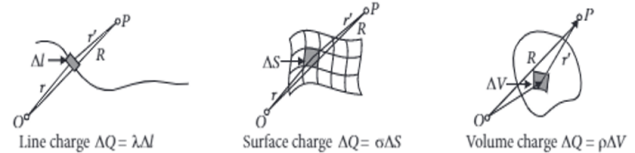 P
r'
R
Δl
r
O
Line charge ΔQ = λΔl
P
r'
R
ΔS
r
O
Surface charge ΔQ = σΔS
P
R
r'
ΔV
O
Volume charge ΔQ = ρΔV